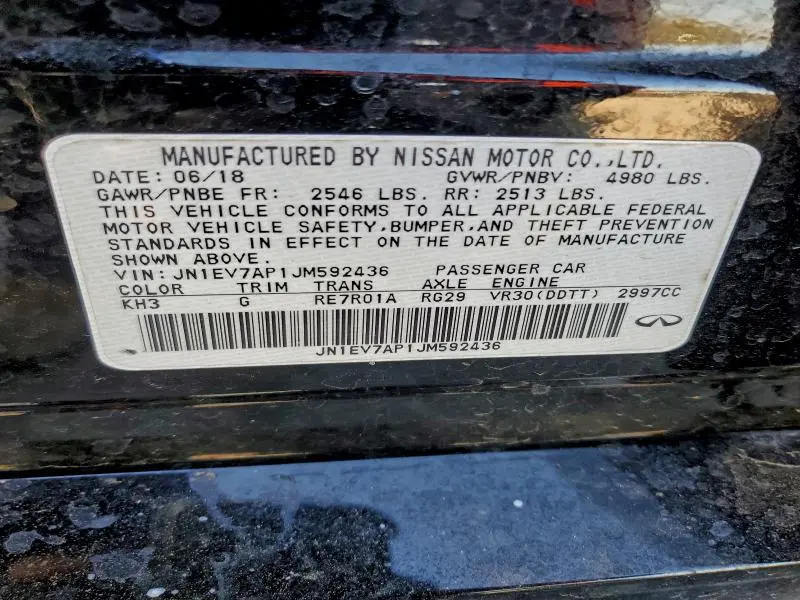 MANUFACTURED BY NISSAN MOTOR CO.,LTD.
DATE: 06/18 GVWR/PNBV: 4980 LBS.
GAWR/PNBE FR: 2546 LBS. RR: 2513 LBS.
THIS VEHICLE CONFORMS TO ALL APPLICABLE FEDERAL
MOTOR VEHICLE SAFETY,BUMPER,AND THEFT PREVENTION
STANDARDS IN EFFECT ON THE DATE OF MANUFACTURE
SHOWN ABOVE.
VIN: JN1EV7AP1JM592436 PASSENGER CAR
COLOR TRIM TRANS AXLE ENGINE
KH3 G RE7R01A RG29 VR30(DDTT) 2997CC
JN1EV7AP1JM592436